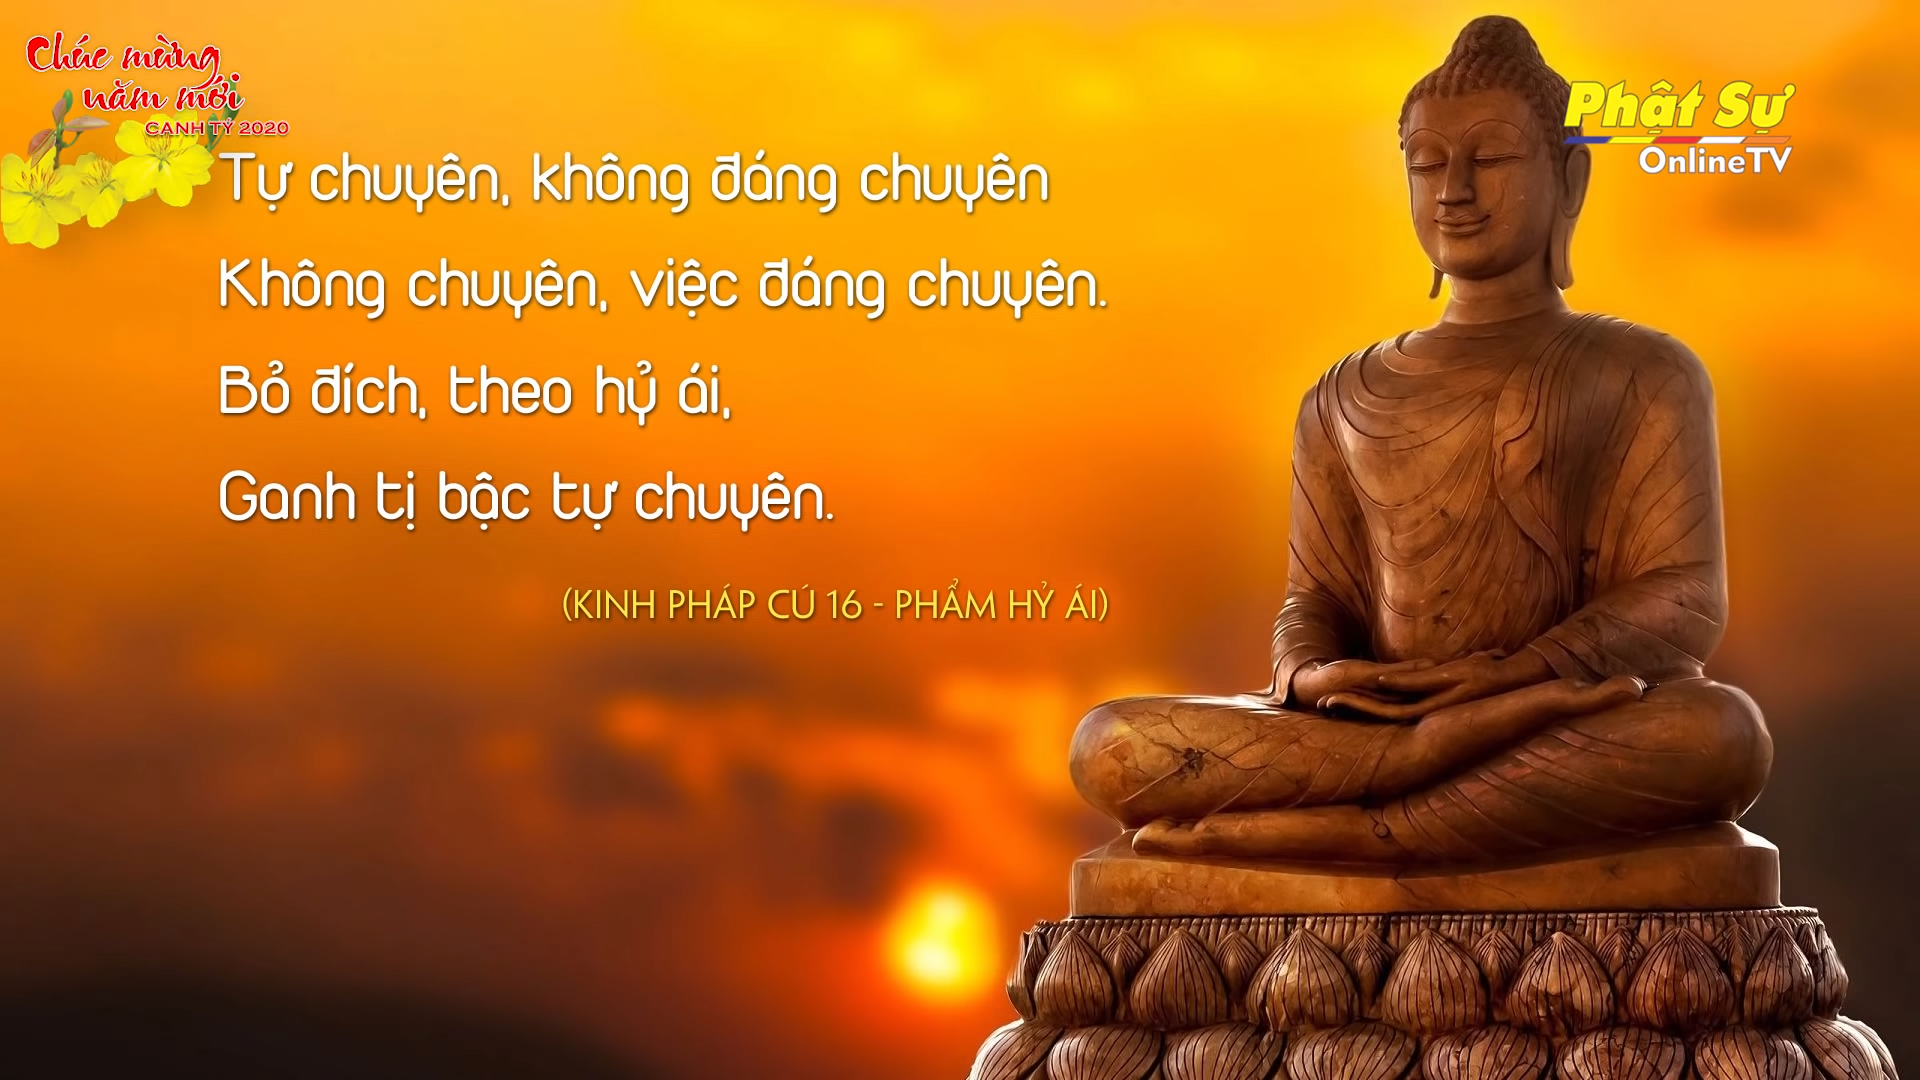 Chúc mừng
năm mới
CANH TÝ 2020
Phật Sự
OnlineTV
Tự chuyên, không đáng chuyên
Không chuyên, việc đáng chuyên.
Bỏ đích, theo hỷ ái,
Ganh tị bậc tự chuyên.
(KINH PHÁP CÚ 16 - PHẨM HỶ ÁI)